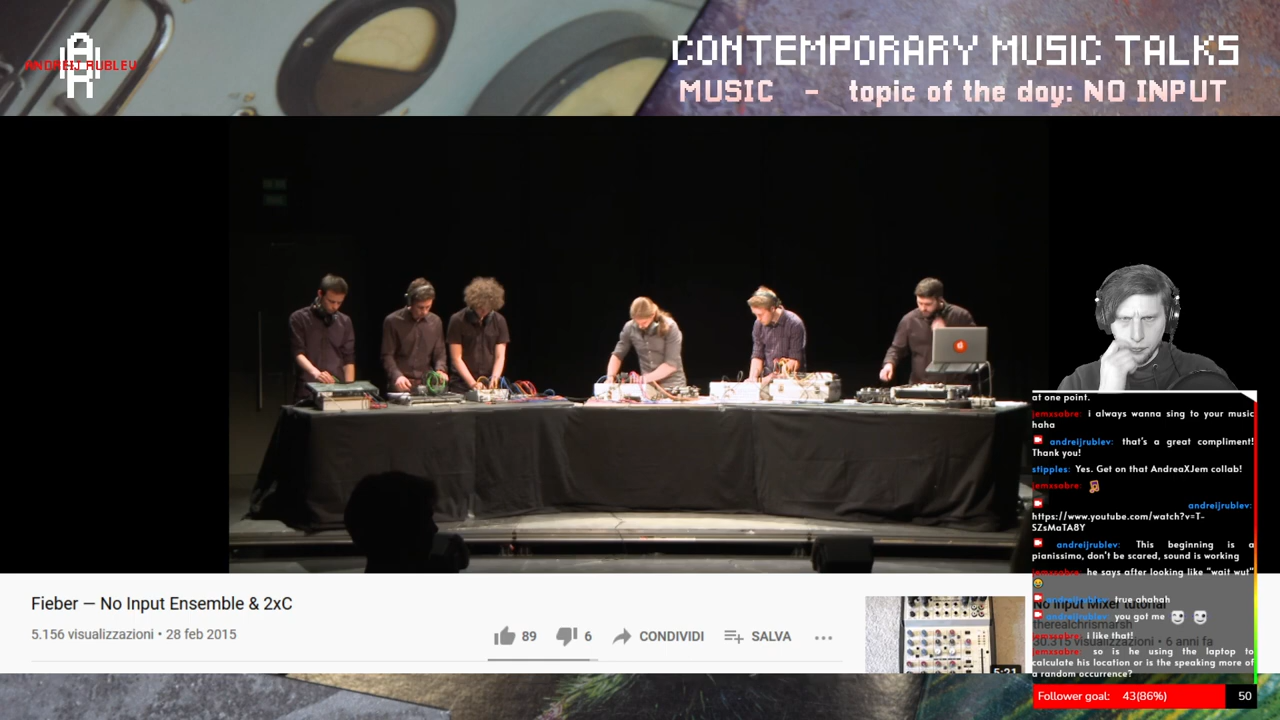 ANDREIJ RUBLEV
CONTEMPORARY MUSIC TALKS
MUSIC - topic of the day: NO INPUT
at one point.
jemxsabre: i always wanna sing to your music
haha
andreijrublev: that's a great compliment!
Thank you!
stipples: Yes. Get on that AndreaXJem collab!
jemxsabre:
andreijrublev:
https://www.youtube.com/watch?v=T-
SZsMaTA8Y
andreijrublev: This beginning is a
pianissimo, don't be scared, sound is working
jemxsabre: he says after looking like "wait wut"
andreijrublev: true ahahah
andreijrublev: you got me
jemxsabre: i like that!
jemxsabre: so is he using the laptop to
calculate his location or is the speaking more of
a random occurrence?
Fieber — No Input Ensemble & 2xC
5.156 visualizzazioni • 28 feb 2015
89 6 CONDIVIDI SALVA
5:21
No Input Mixer tutorial
therealchrismarsh
30.315 visualizzazioni • 6 anni fa
Follower goal: 43(86%) 50